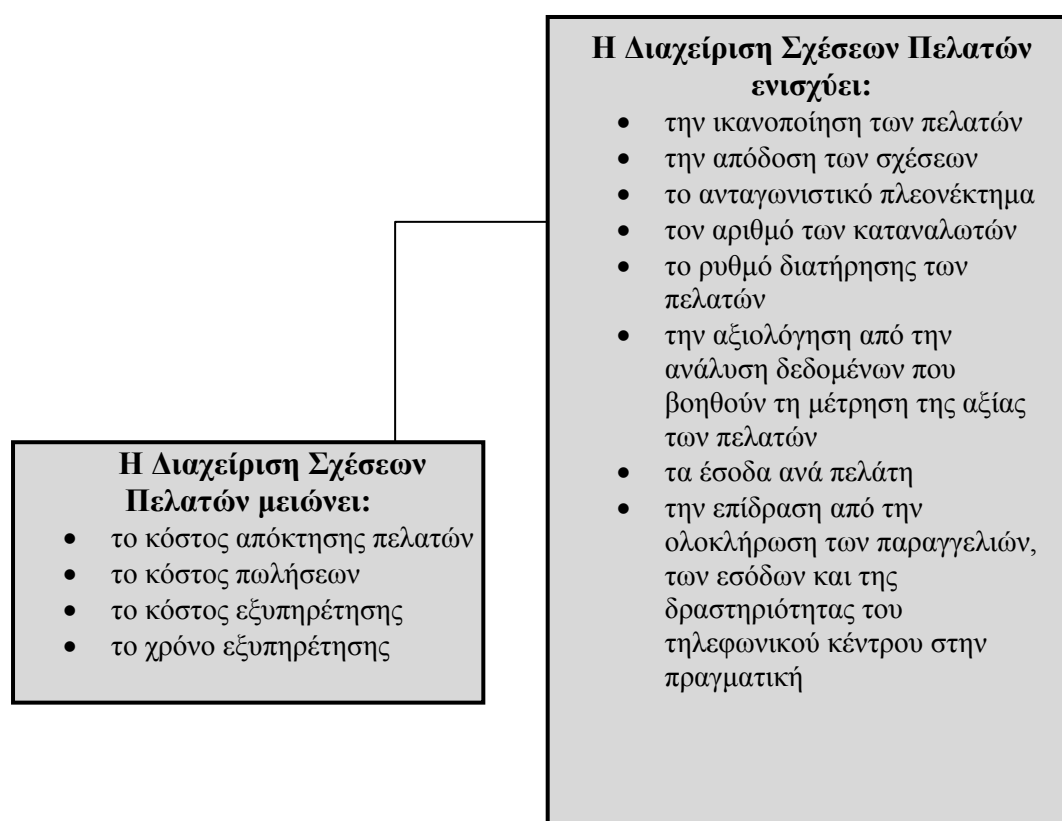 Η Διαχείριση Σχέσεων Πελατών
ενισχύει:
• την ικανοποίηση των πελατών
• την απόδοση των σχέσεων
• το ανταγωνιστικό πλεονέκτημα
• τον αριθμό των καταναλωτών
• το ρυθμό διατήρησης των
πελατών
• την αξιολόγηση από την
ανάλυση δεδομένων που
βοηθούν τη μέτρηση της αξίας
των πελατών
• τα έσοδα ανά πελάτη
• την επίδραση από την
ολοκλήρωση των παραγγελιών,
των εσόδων και της
δραστηριότητας του
τηλεφωνικού κέντρου στην
πραγματική
Η Διαχείριση Σχέσεων
Πελατών μειώνει:
• το κόστος απόκτησης πελατών
• το κόστος πωλήσεων
• το κόστος εξυπηρέτησης
• το χρόνο εξυπηρέτησης